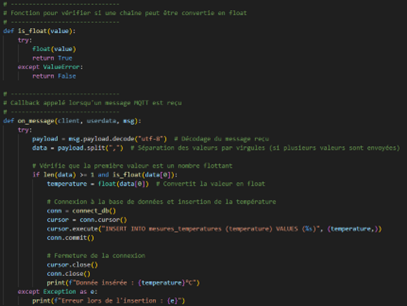 # ------------------------------
# Fonction pour vérifier si une chaîne peut être convertie en float
# ------------------------------
def is_float(value):
    try:
        float(value)
        return True
    except ValueError:
        return False

# ------------------------------
# Callback appelé lorsqu'un message MQTT est reçu
# ------------------------------
def on_message(client, userdata, msg):
    try:
        payload = msg.payload.decode("utf-8")  # Décodage du message reçu
        data = payload.split(",")  # Séparation des valeurs par virgules (si plusieurs valeurs sont envoyées)

        # Vérifie que la première valeur est un nombre flottant
        if len(data) >= 1 and is_float(data[0]):
            temperature = float(data[0])  # Convertit la valeur en float

            # Connexion à la base de données et insertion de la température
            conn = connect_db()
            cursor = conn.cursor()
            cursor.execute("INSERT INTO mesures_temperatures (temperature) VALUES (%s)", (temperature,))
            conn.commit()

            # Fermeture de la connexion
            cursor.close()
            conn.close()
            print(f"Donnée insérée : {temperature}°C")
    except Exception as e:
        print(f"Erreur lors de l'insertion : {e}")